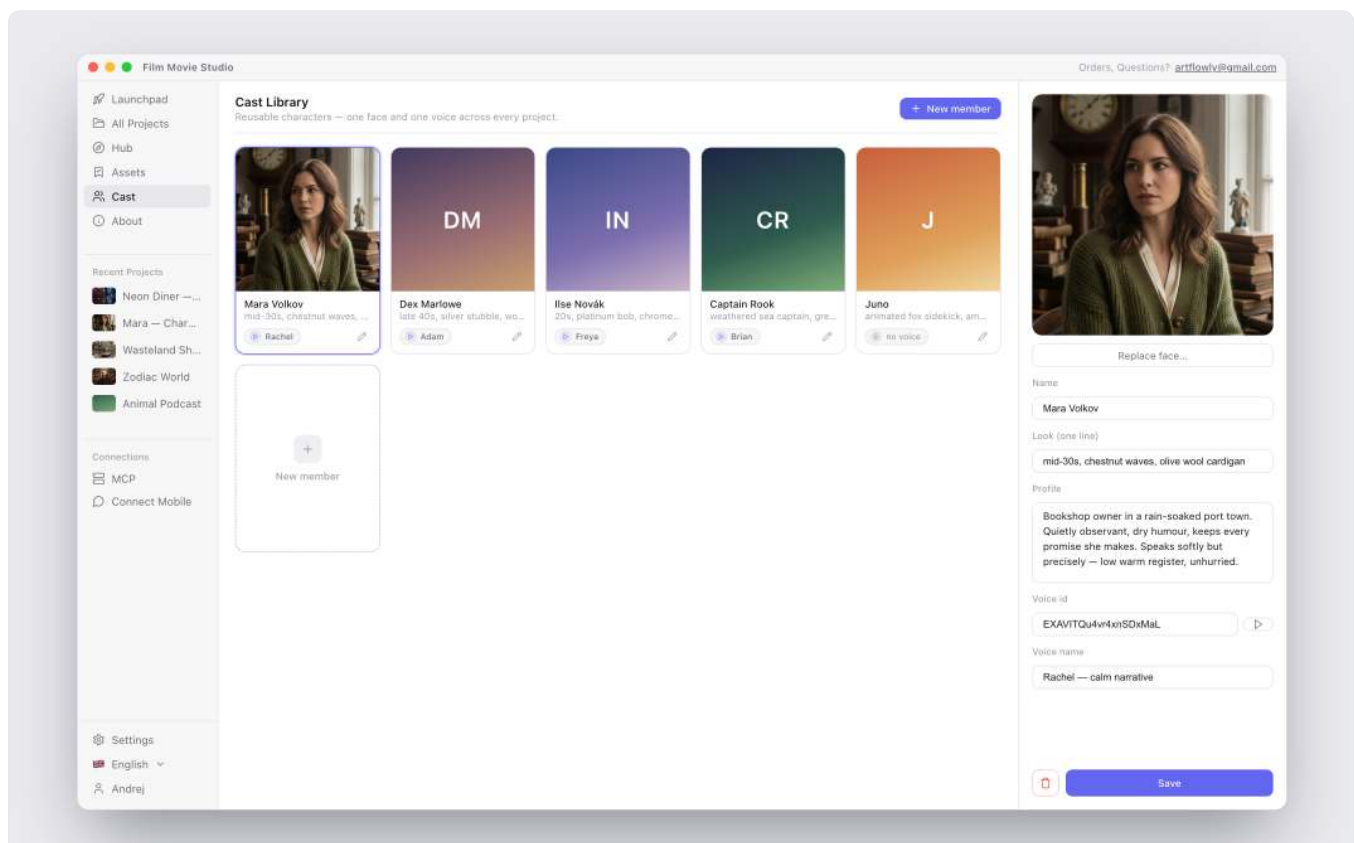 Film Movie Studio
Orders, Questions? artflowly@gmail.com
Launchpad
All Projects
Hub
Assets
Cast
About
Recent Projects
Neon Diner —...
Mara — Char...
Wasteland Sh...
Zodiac World
Animal Podcast
Connections
MCP
Connect Mobile
Settings
English
Andrej
Cast Library
Reusable characters — one face and one voice across every project.
+ New member
Mara Volkov
mid-30s, chestnut waves, ...
Rachel
DM
Dex Marlowe
late 40s, silver stubble, wo...
Adam
IN
Ilse Novák
20s, platinum bob, chrome...
Freya
CR
Captain Rook
weathered sea captain, gre...
Brian
J
Juno
animated fox sidekick, am...
no voice
+
New member
Replace face...
Name
Mara Volkov
Look (one line)
mid-30s, chestnut waves, olive wool cardigan
Profile
Bookshop owner in a rain-soaked port town.
Quietly observant, dry humour, keeps every
promise she makes. Speaks softly but
precisely — low warm register, unhurried.
Voice id
EXAVITQu4vr4xnSDxMaL
Voice name
Rachel — calm narrative
Save